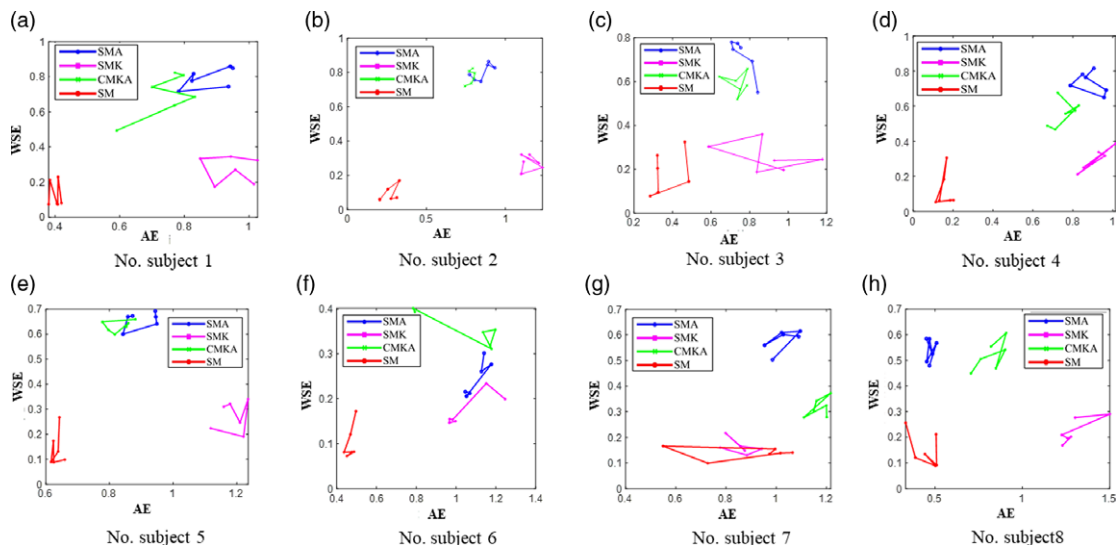 (a)
1
0.8
0.6
0.4
0.2
0
WSE
SMA
SMK
CMKA
SM
0.4 0.6 0.8 1
AE
No. subject 1
(b)
1
0.8
0.6
0.4
0.2
0
WSE
SMA
SMK
CMKA
SM
0 0.5 1
AE
No. subject 2
(c)
0.8
0.6
0.4
0.2
0
WSE
SMA
SMK
CMKA
SM
0.2 0.4 0.6 0.8 1 1.2
AE
No. subject 3
(d)
1
0.8
0.6
0.4
0.2
0
WSE
SMA
SMK
CMKA
SM
0 0.2 0.4 0.6 0.8 1
AE
No. subject 4
(e)
0.7
0.6
0.5
0.4
0.3
0.2
0.1
0
WSE
SMA
SMK
CMKA
SM
0.6 0.8 1 1.2
AE
No. subject 5
(f)
0.4
0.3
0.2
0.1
0
WSE
SMA
SMK
CMKA
SM
0.4 0.6 0.8 1.0 1.2 1.4
AE
No. subject 6
(g)
0.7
0.6
0.5
0.4
0.3
0.2
0.1
0
WSE
SMA
SMK
CMKA
SM
0.4 0.6 0.8 1 1.2
AE
No. subject 7
(h)
0.7
0.6
0.5
0.4
0.3
0.2
0.1
0
WSE
SMA
SMK
CMKA
SM
0.5 1 1.5
AE
No. subject8